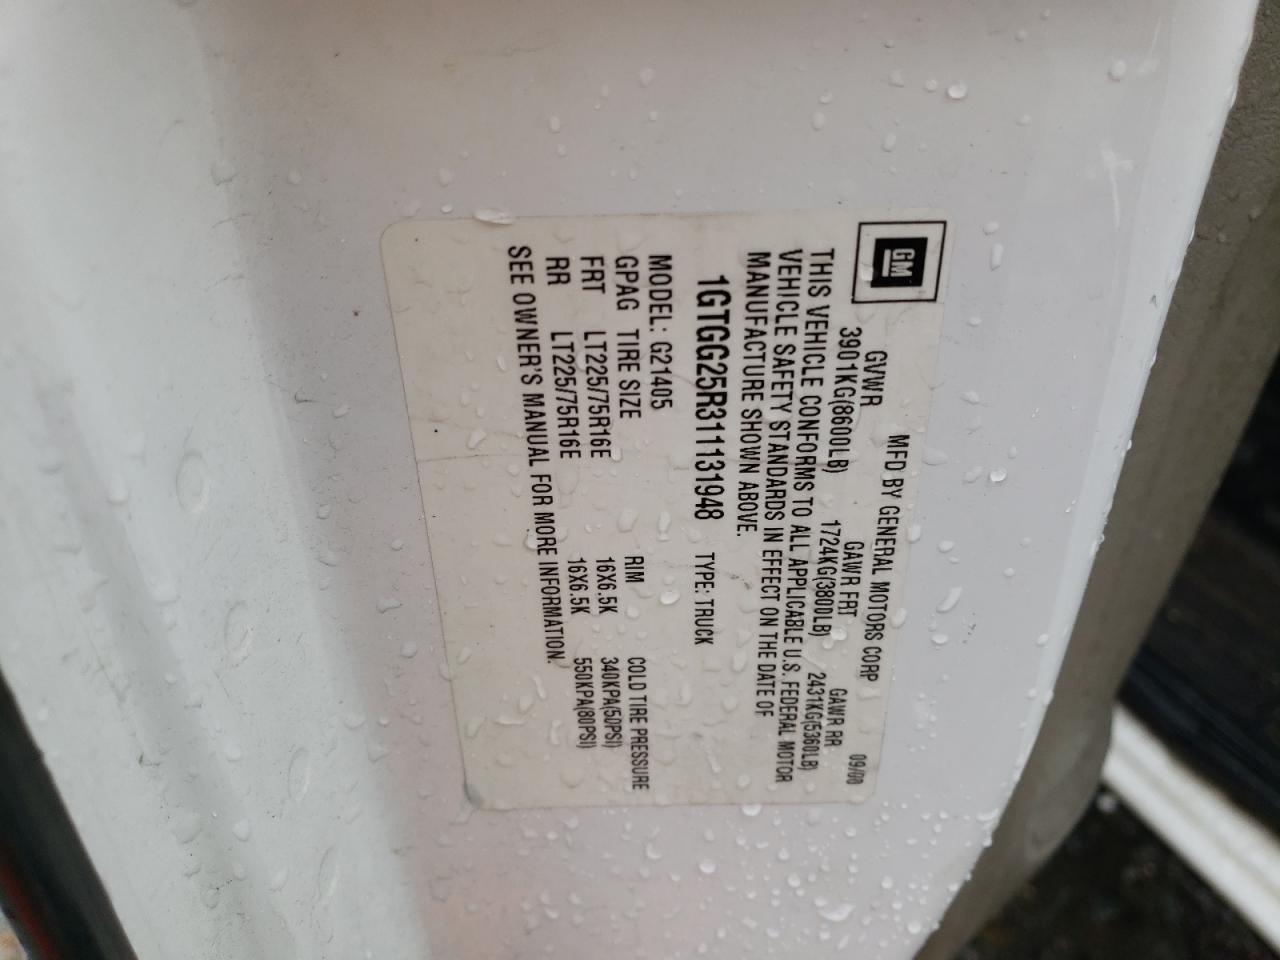 GM
MFD BY GENERAL MOTORS CORP 09/00
GVWR GAWR FRT GAWR RR
3901KG(8600LB) 1724KG(3800LB) 2431KG(5360LB)
THIS VEHICLE CONFORMS TO ALL APPLICABLE U.S. FEDERAL MOTOR
VEHICLE SAFETY STANDARDS IN EFFECT ON THE DATE OF
MANUFACTURE SHOWN ABOVE.
1GTGG25R311131948 TYPE: TRUCK
MODEL: G21405
GPAG TIRE SIZE RIM COLD TIRE PRESSURE
FRT LT225/75R16E 16X6.5K 340KPA(50PSI)
RR LT225/75R16E 16X6.5K 550KPA(80PSI)
SEE OWNER'S MANUAL FOR MORE INFORMATION.